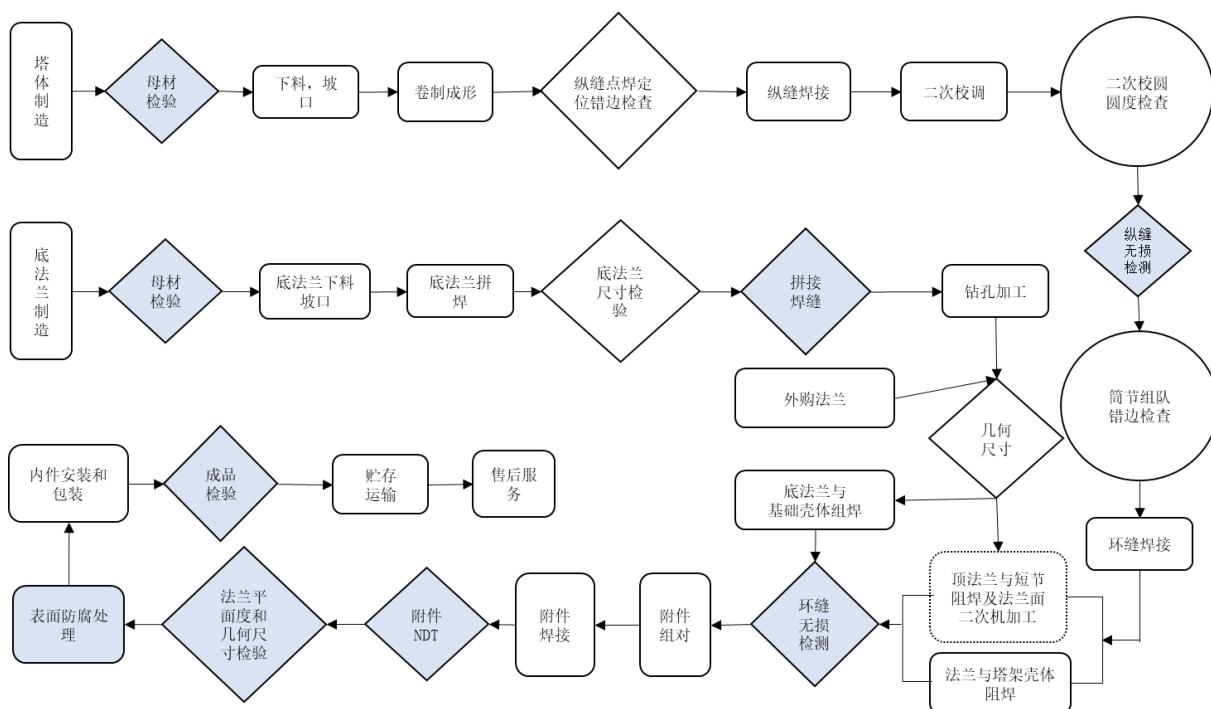 塔
体
制
造
母材
检验
下料，坡
口
卷制成形
纵缝点焊定
位错边检查
纵缝焊接
二次校调
二次校圆
圆度检查
纵缝
无损
检测
底
法
兰
制
造
母材
检验
底法兰下料
坡口
底法兰拼
焊
底法兰
尺寸检
验
拼接
焊缝
钻孔加工
外购法兰
几何
尺寸
筒节组队
错边检查
内件安装和
包装
成品
检验
贮存
运输
售后服
务
底法兰与
基础壳体组焊
环缝焊接
表面防腐处
理
法兰平
面度和
几何尺
寸检验
附件
NDT
附件
焊接
附件
组对
环缝
无损
检测
顶法兰与短节
阻焊及法兰面
二次机加工
法兰与塔架壳体
阻焊